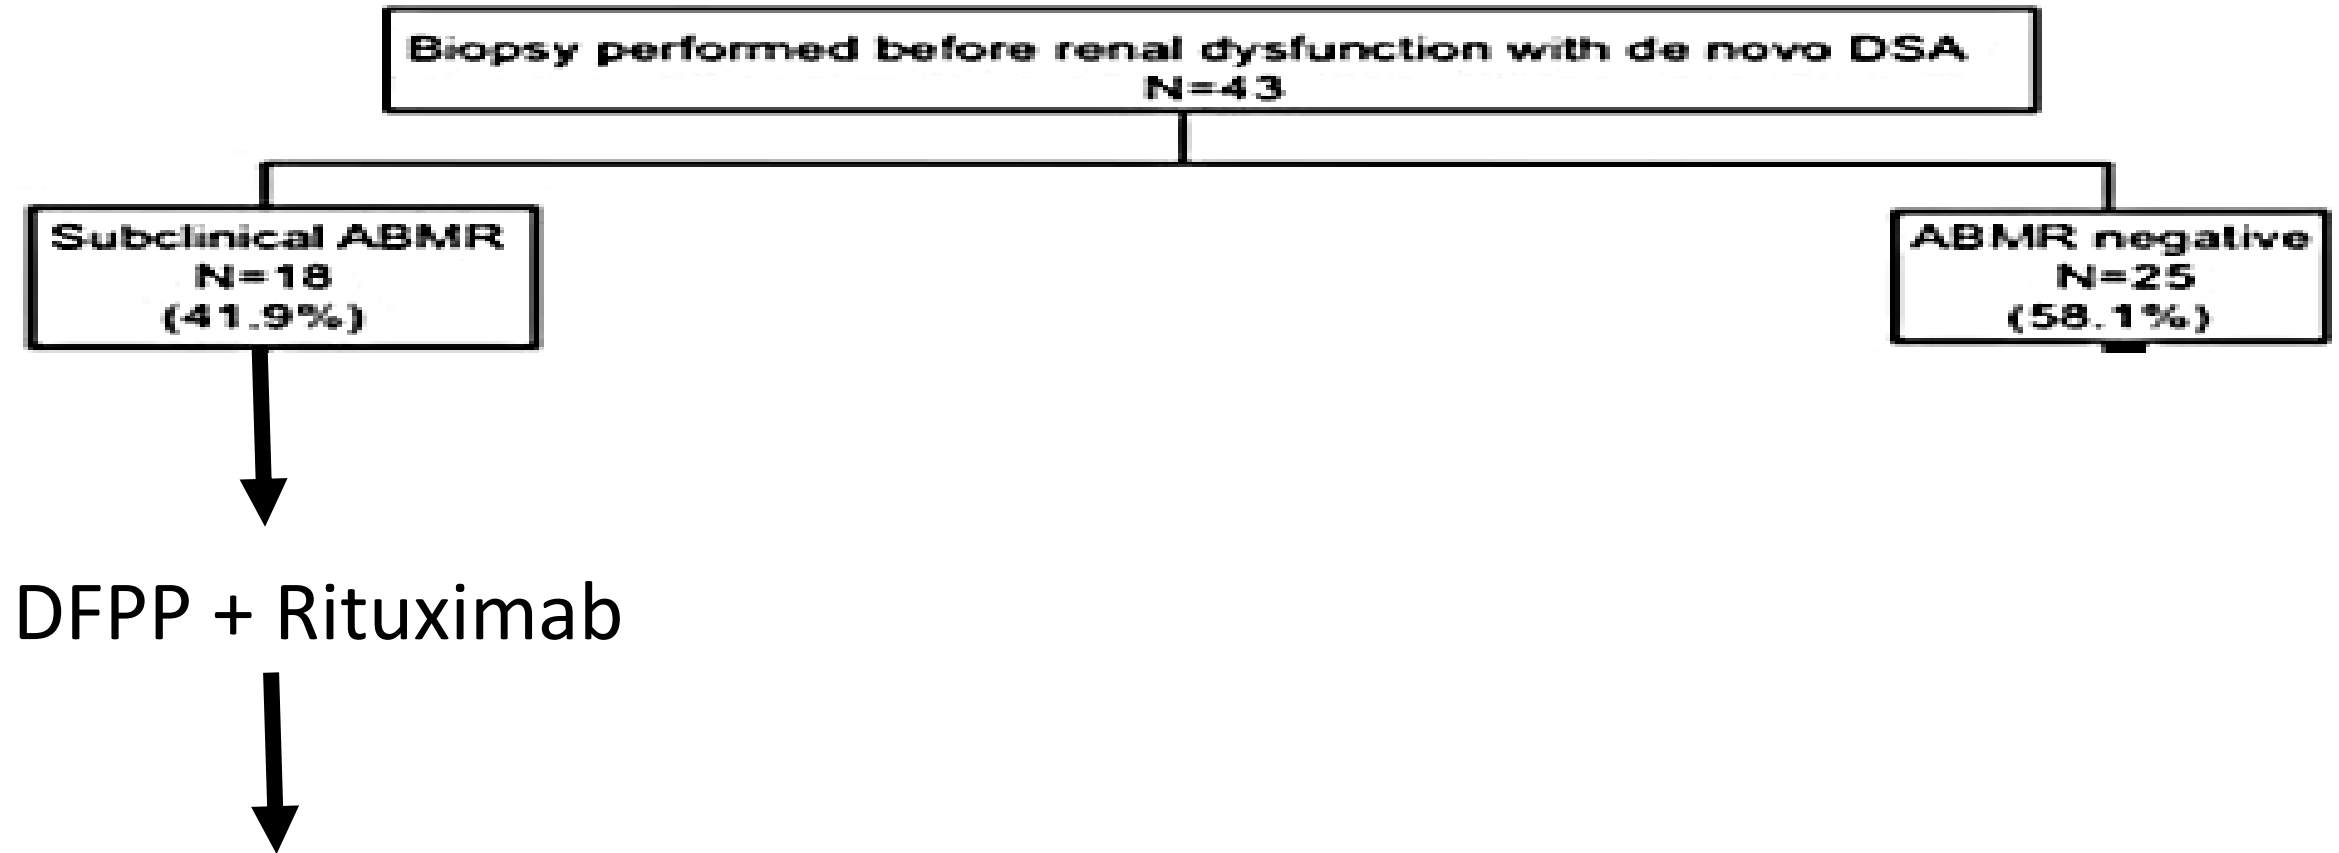 Biopsy performed before renal dysfunction with de novo DSA
N=43
Subclinical ABMR
N=18
(41.9%)
ABMR negative
N=25
(58.1%)
DFPP + Rituximab